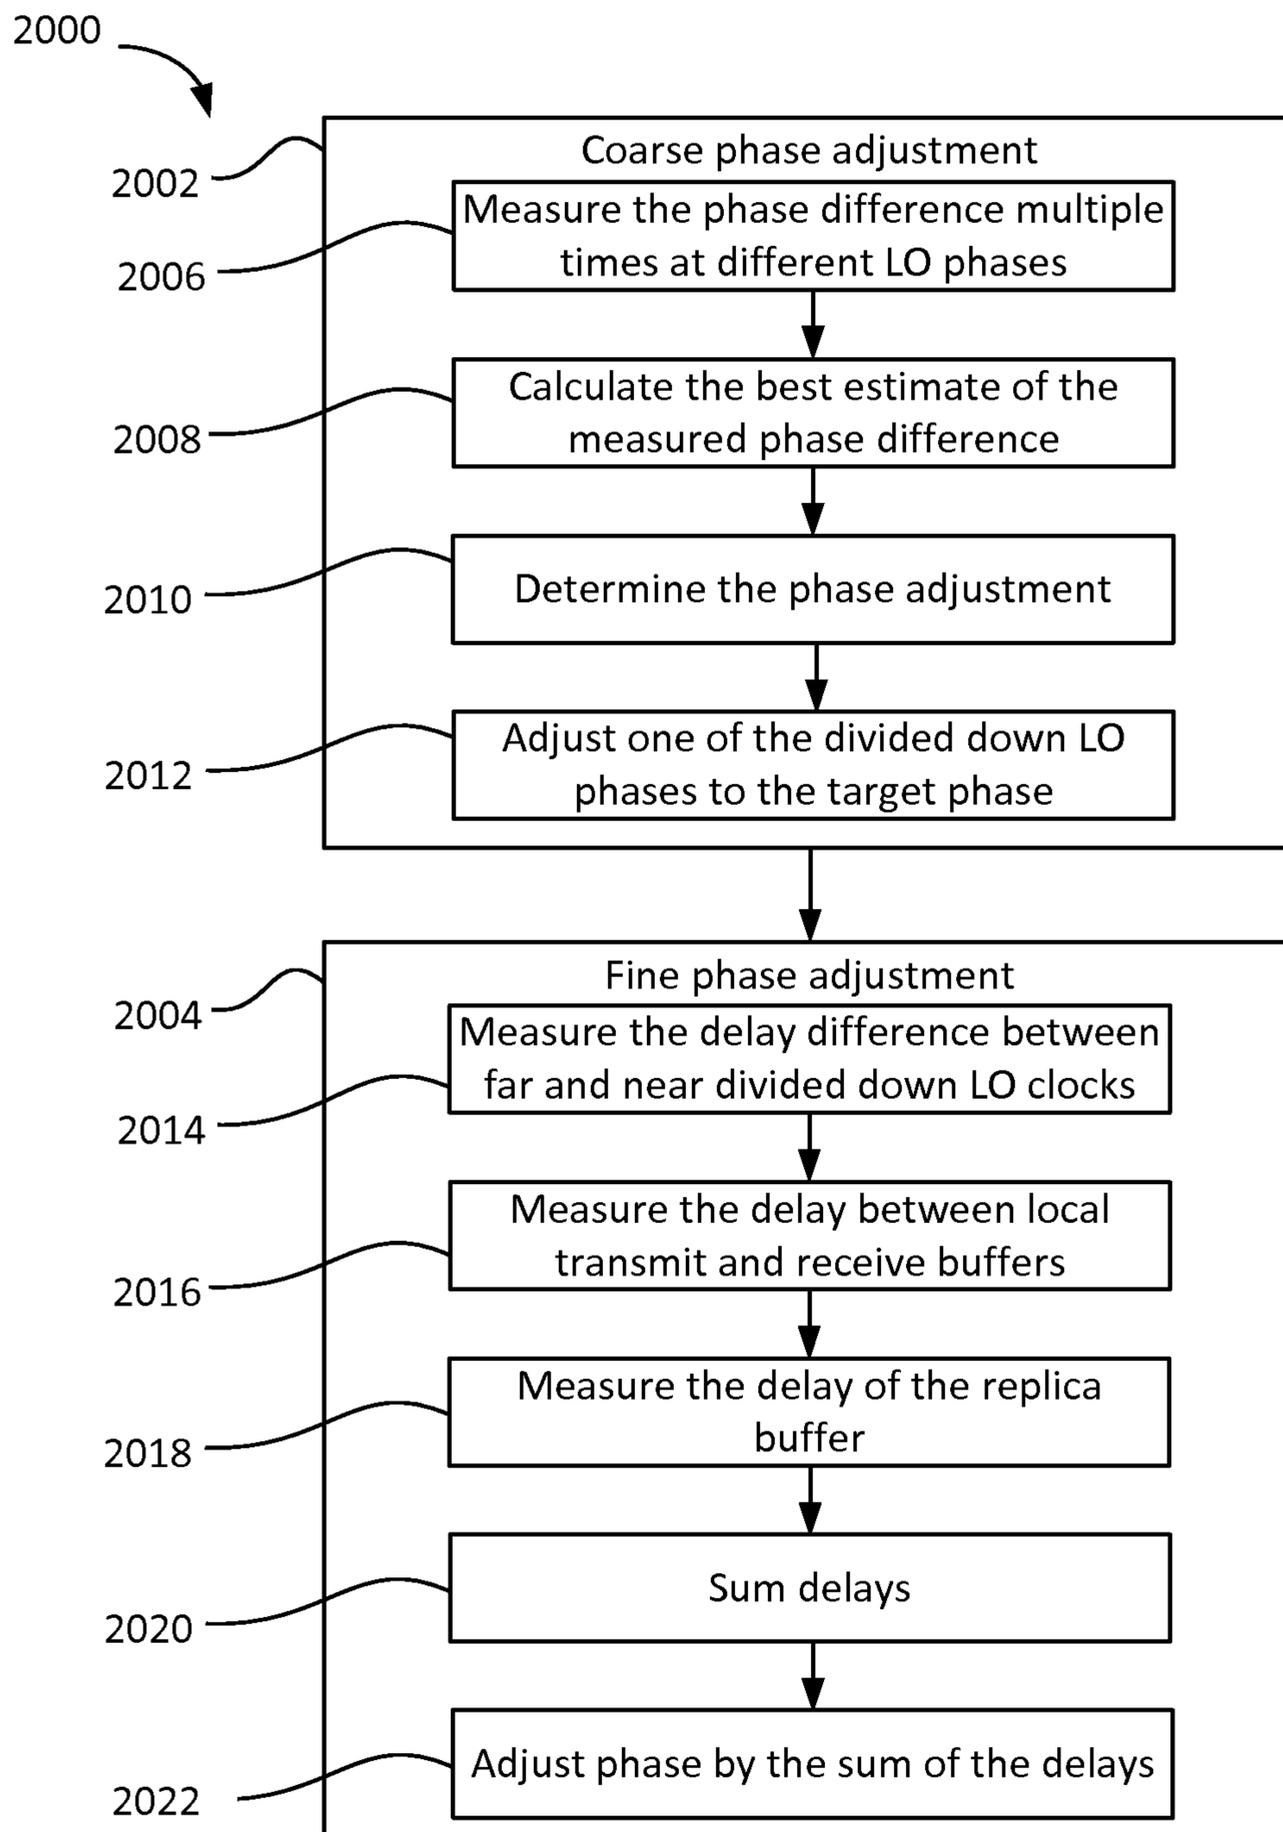 2000
Coarse phase adjustment
2002
Measure the phase difference multiple
times at different LO phases
2006
Calculate the best estimate of the
measured phase difference
2008
Determine the phase adjustment
2010
Adjust one of the divided down LO
phases to the target phase
2012
Fine phase adjustment
2004
Measure the delay difference between
far and near divided down LO clocks
2014
Measure the delay between local
transmit and receive buffers
2016
Measure the delay of the replica
buffer
2018
Sum delays
2020
Adjust phase by the sum of the delays
2022